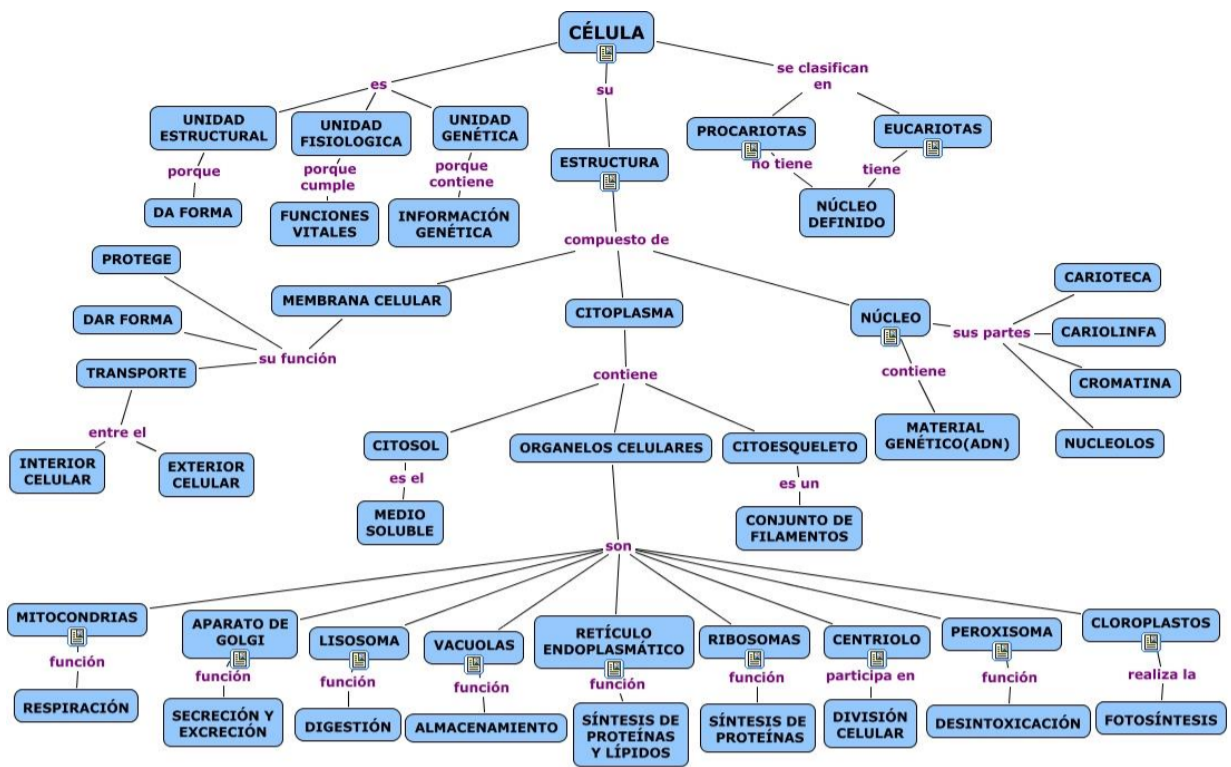 CÉLULA
es
su
se clasifican
en
UNIDAD
ESTRUCTURAL
UNIDAD
FISIOLOGICA
UNIDAD
GENÉTICA
PROCARIOTAS
EUCARIOTAS
porque
porque
cumple
porque
contiene
ESTRUCTURA
no tiene
tiene
DA FORMA
FUNCIONES
VITALES
INFORMACIÓN
GENÉTICA
NÚCLEO
DEFINIDO
compuesto de
PROTEGE
DAR FORMA
TRANSPORTE
su función
MEMBRANA CELULAR
CITOPLASMA
NÚCLEO
sus partes
CARIOTECA
CARIOLINFA
CROMATINA
NUCLEOLOS
entre el
INTERIOR
CELULAR
EXTERIOR
CELULAR
contiene
contiene
MATERIAL
GENÉTICO(ADN)
CITOSOL
ORGANELOS CELULARES
CITOESQUELETO
es el
es un
MEDIO
SOLUBLE
CONJUNTO DE
FILAMENTOS
son
MITOCONDRIAS
APARATO DE
GOLGI
LISOSOMA
VACUOLAS
RETÍCULO
ENDOPLASMÁTICO
RIBOSOMAS
CENTRIOLO
PEROXISOMA
CLOROPLASTOS
función
función
función
función
función
función
participa en
función
realiza la
RESPIRACIÓN
SECRECIÓN Y
EXCRECIÓN
DIGESTIÓN
ALMACENAMIENTO
SÍNTESIS DE
PROTEÍNAS
Y LÍPIDOS
SÍNTESIS DE
PROTEÍNAS
DIVISIÓN
CELULAR
DESINTOXICACIÓN
FOTOSÍNTESIS